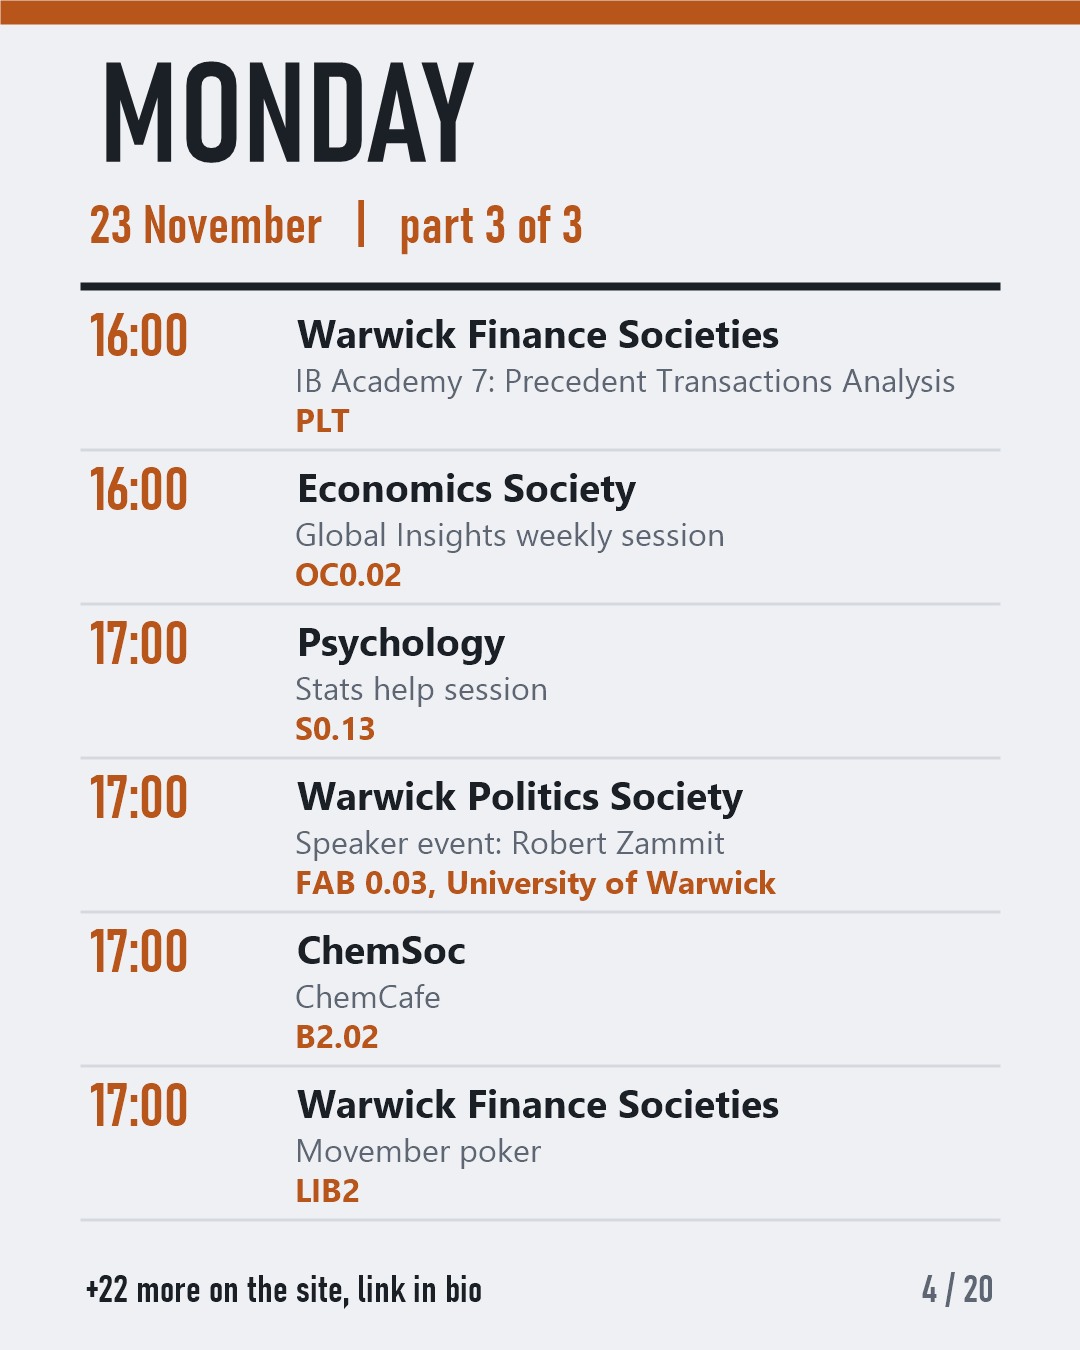 MONDAY
23 November | part 3 of 3
16:00 Warwick Finance Societies
IB Academy 7: Precedent Transactions Analysis
PLT
16:00 Economics Society
Global Insights weekly session
OC0.02
17:00 Psychology
Stats help session
S0.13
17:00 Warwick Politics Society
Speaker event: Robert Zammit
FAB 0.03, University of Warwick
17:00 ChemSoc
ChemCafe
B2.02
17:00 Warwick Finance Societies
Movember poker
LIB2
+22 more on the site, link in bio 4 / 20